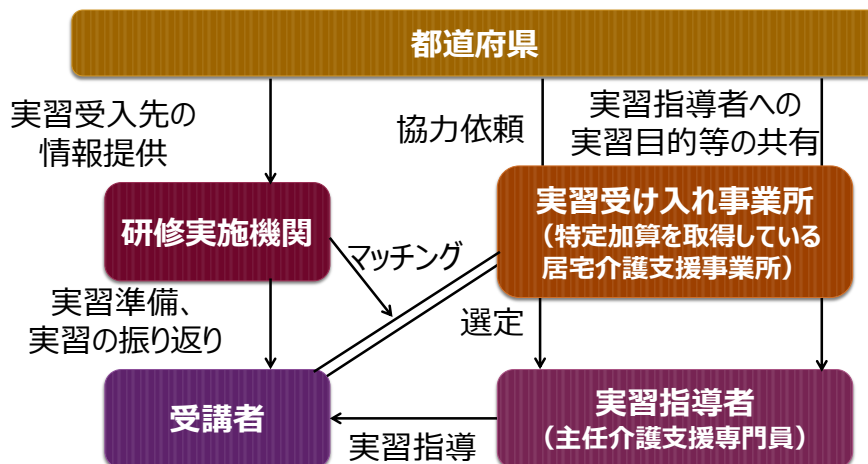 都道府県
実習受入先の
情報提供
協力依頼
実習指導者への
実習目的等の共有
研修実施機関
実習受け入れ事業所
（特定加算を取得している
居宅介護支援事業所）
マッチング
実習準備、
実習の振り返り
選定
受講者
実習指導者
（主任介護支援専門員）
実習指導